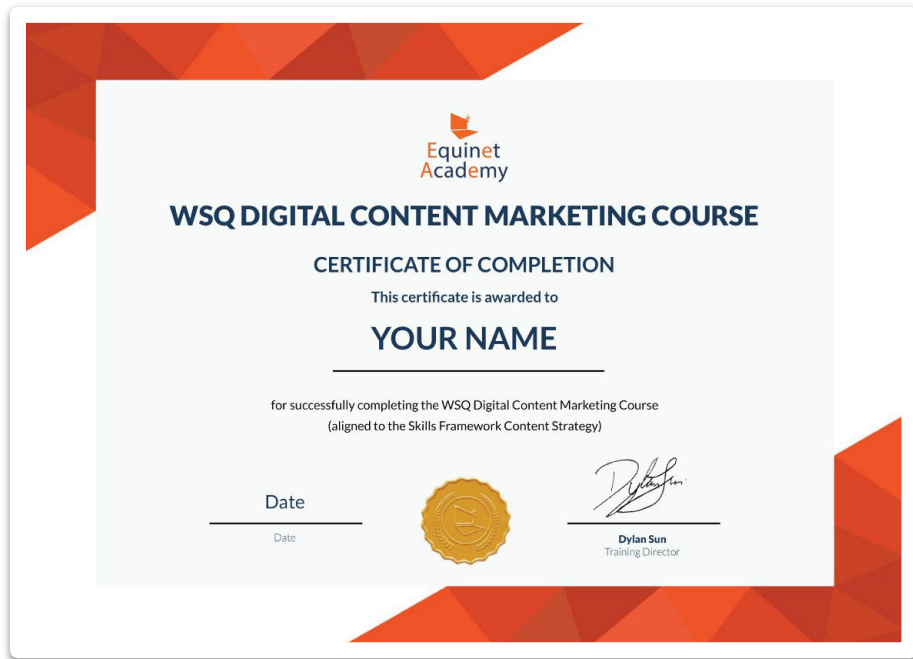 Equinet
Academy
WSQ DIGITAL CONTENT MARKETING COURSE
CERTIFICATE OF COMPLETION
This certificate is awarded to
YOUR NAME
for successfully completing the WSQ Digital Content Marketing Course
(aligned to the Skills Framework Content Strategy)
Date
Date
Dylan Sun
Dylan Sun
Training Director